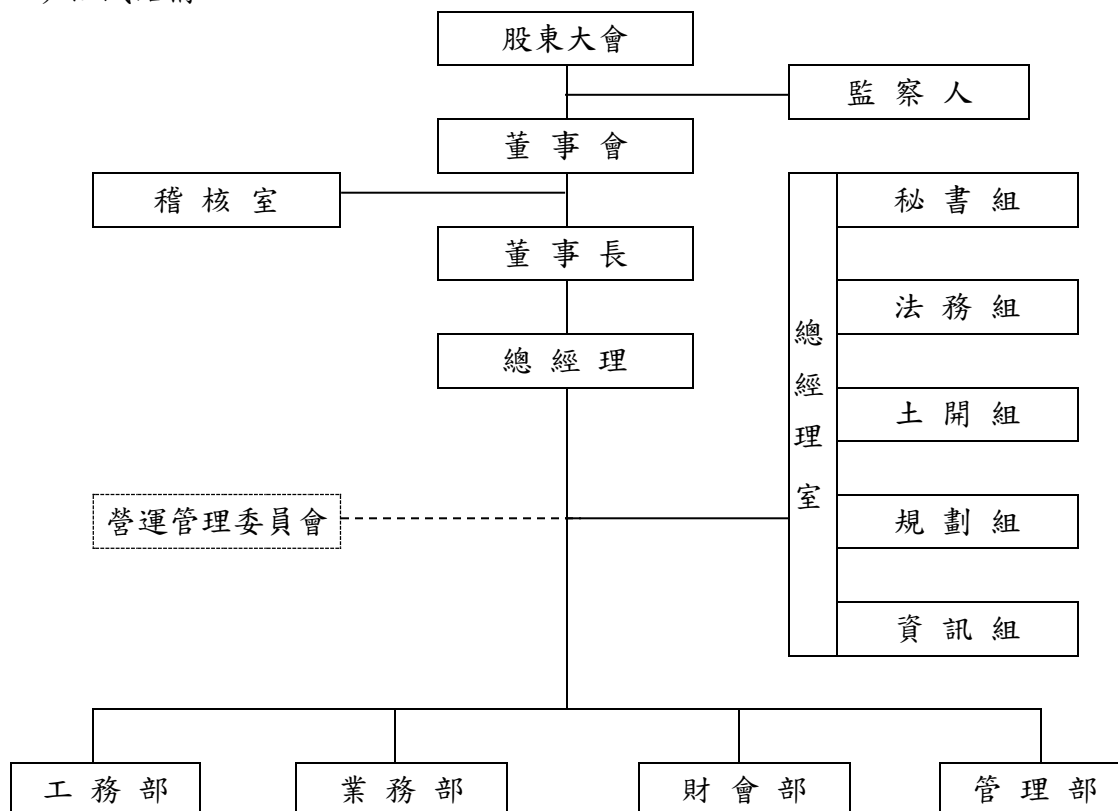 股東大會
監察人
董事會
稽核室
秘書組
董事長
法務組
總經理
總經理室
土開組
營運管理委員會
規劃組
資訊組
工務部
業務部
財會部
管理部